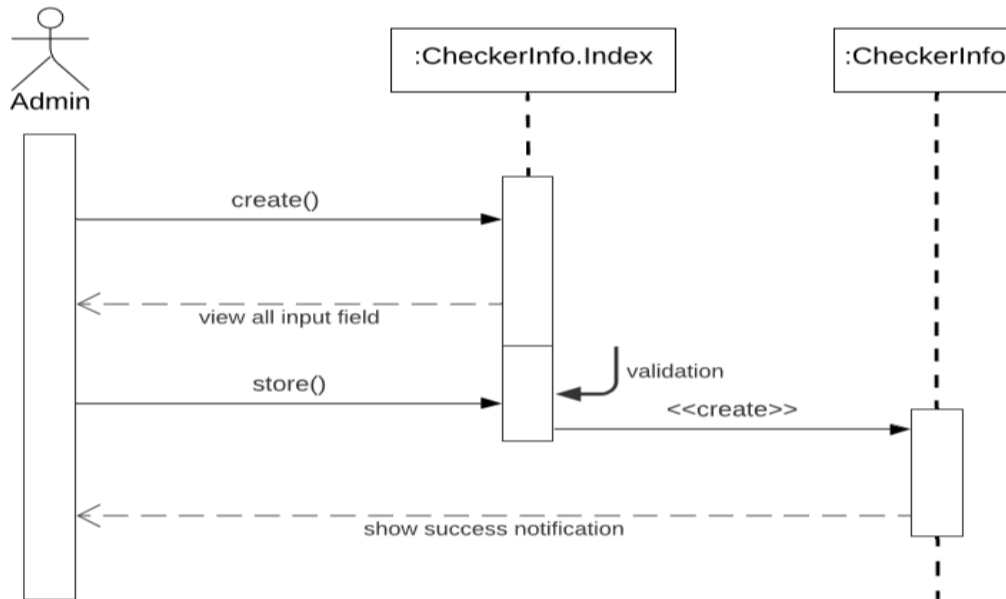 Admin
:CheckerInfo.Index
:CheckerInfo
create()
view all input field
store()
validation
<<create>>
show success notification